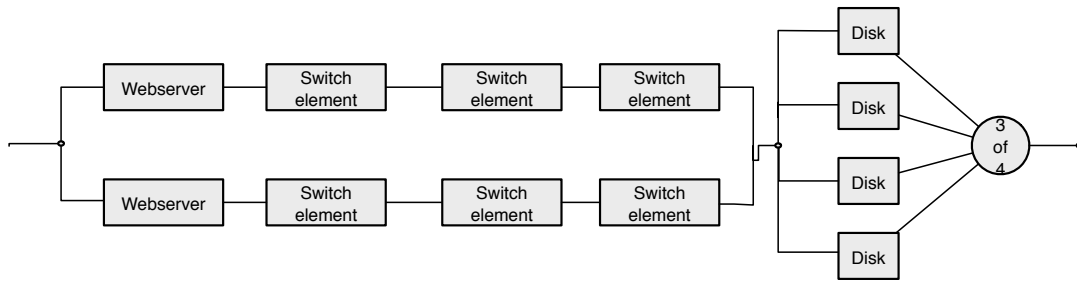 Disk
Webserver
Switch
element
Switch
element
Switch
element
Disk
3
of
4
Webserver
Switch
element
Switch
element
Switch
element
Disk
Disk